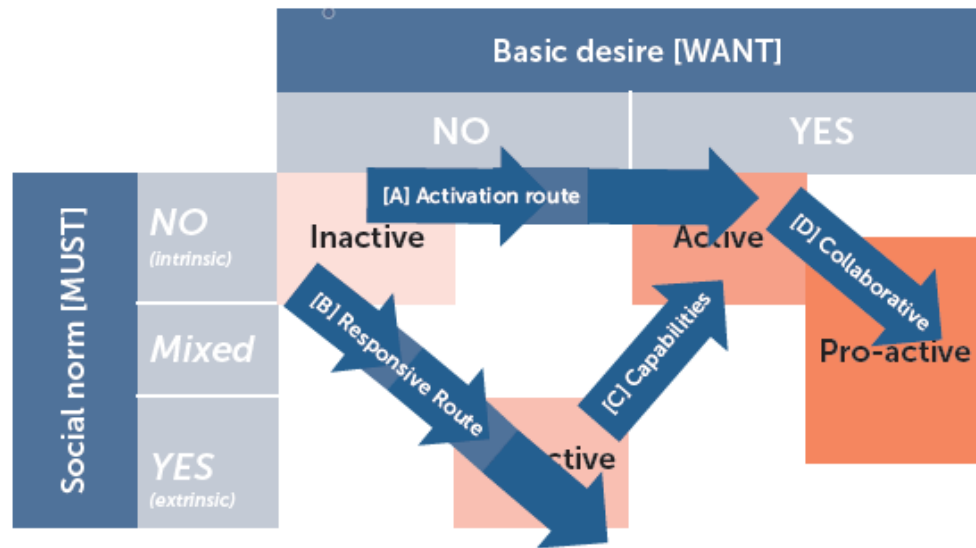 Basic desire [WANT]
NO
YES
Social norm [MUST]
NO
(intrinsic)
Mixed
YES
(extrinsic)
[A] Activation route
Inactive
Active
[B] Responsive Route
[C] Capabilities
[D] Collaborative
Pro-active